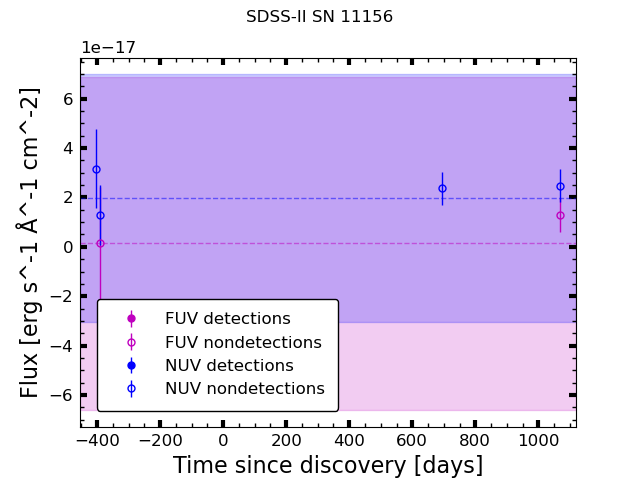 SDSS-II SN 11156
1e−17
6
4
2
0
−2
−4
−6
Flux [erg s^-1 Å^-1 cm^-2]
FUV detections
FUV nondetections
NUV detections
NUV nondetections
−400 −200 0 200 400 600 800 1000
Time since discovery [days]